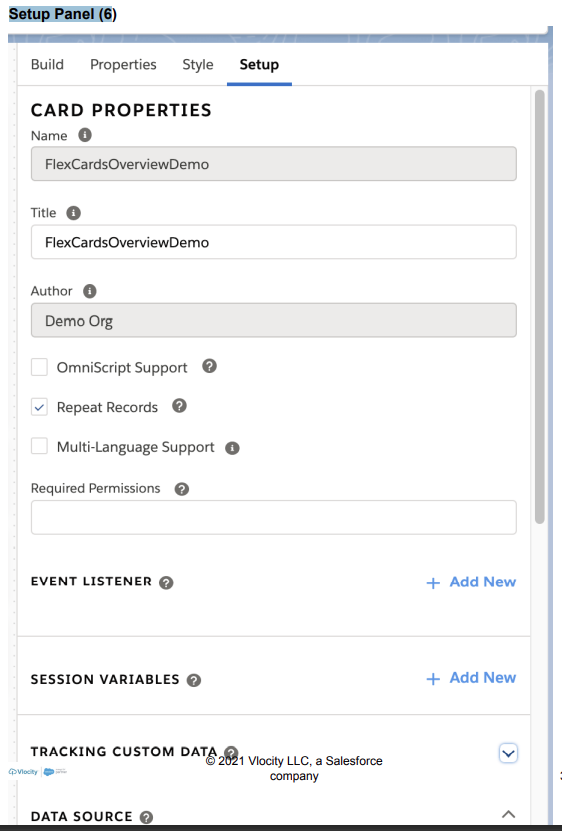 Setup Panel (6)
Build Properties Style Setup
CARD PROPERTIES
Name
FlexCardsOverviewDemo
Title
FlexCardsOverviewDemo
Author
Demo Org
OmniScript Support
Repeat Records
Multi-Language Support
Required Permissions
EVENT LISTENER + Add New
SESSION VARIABLES + Add New
TRACKING CUSTOM DATA
© 2021 Vlocity LLC, a Salesforce
company
Vlocity
DATA SOURCE